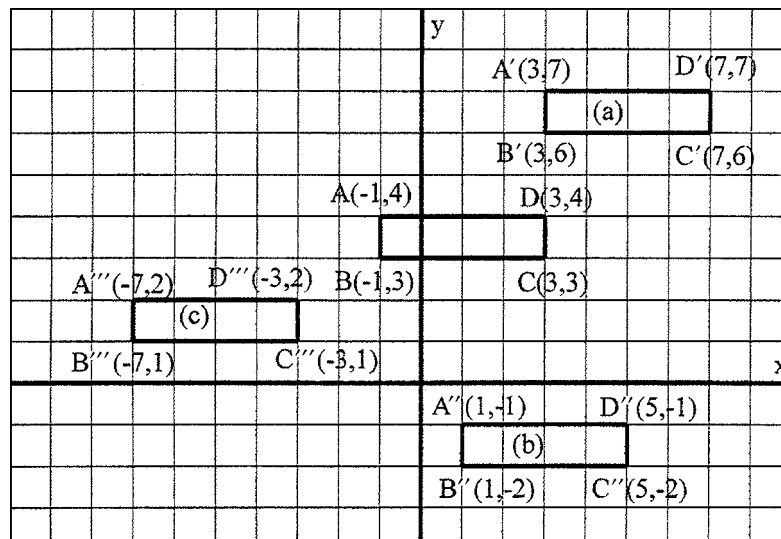 y
A′(3,7) D′(7,7)
(a)
B′(3,6) C′(7,6)
A(-1,4) D(3,4)
B(-1,3) C(3,3)
A′′′(-7,2) D′′′(-3,2)
(c)
B′′′(-7,1) C′′′(-3,1)
x
A′′(1,-1) D′′(5,-1)
(b)
B′′(1,-2) C′′(5,-2)